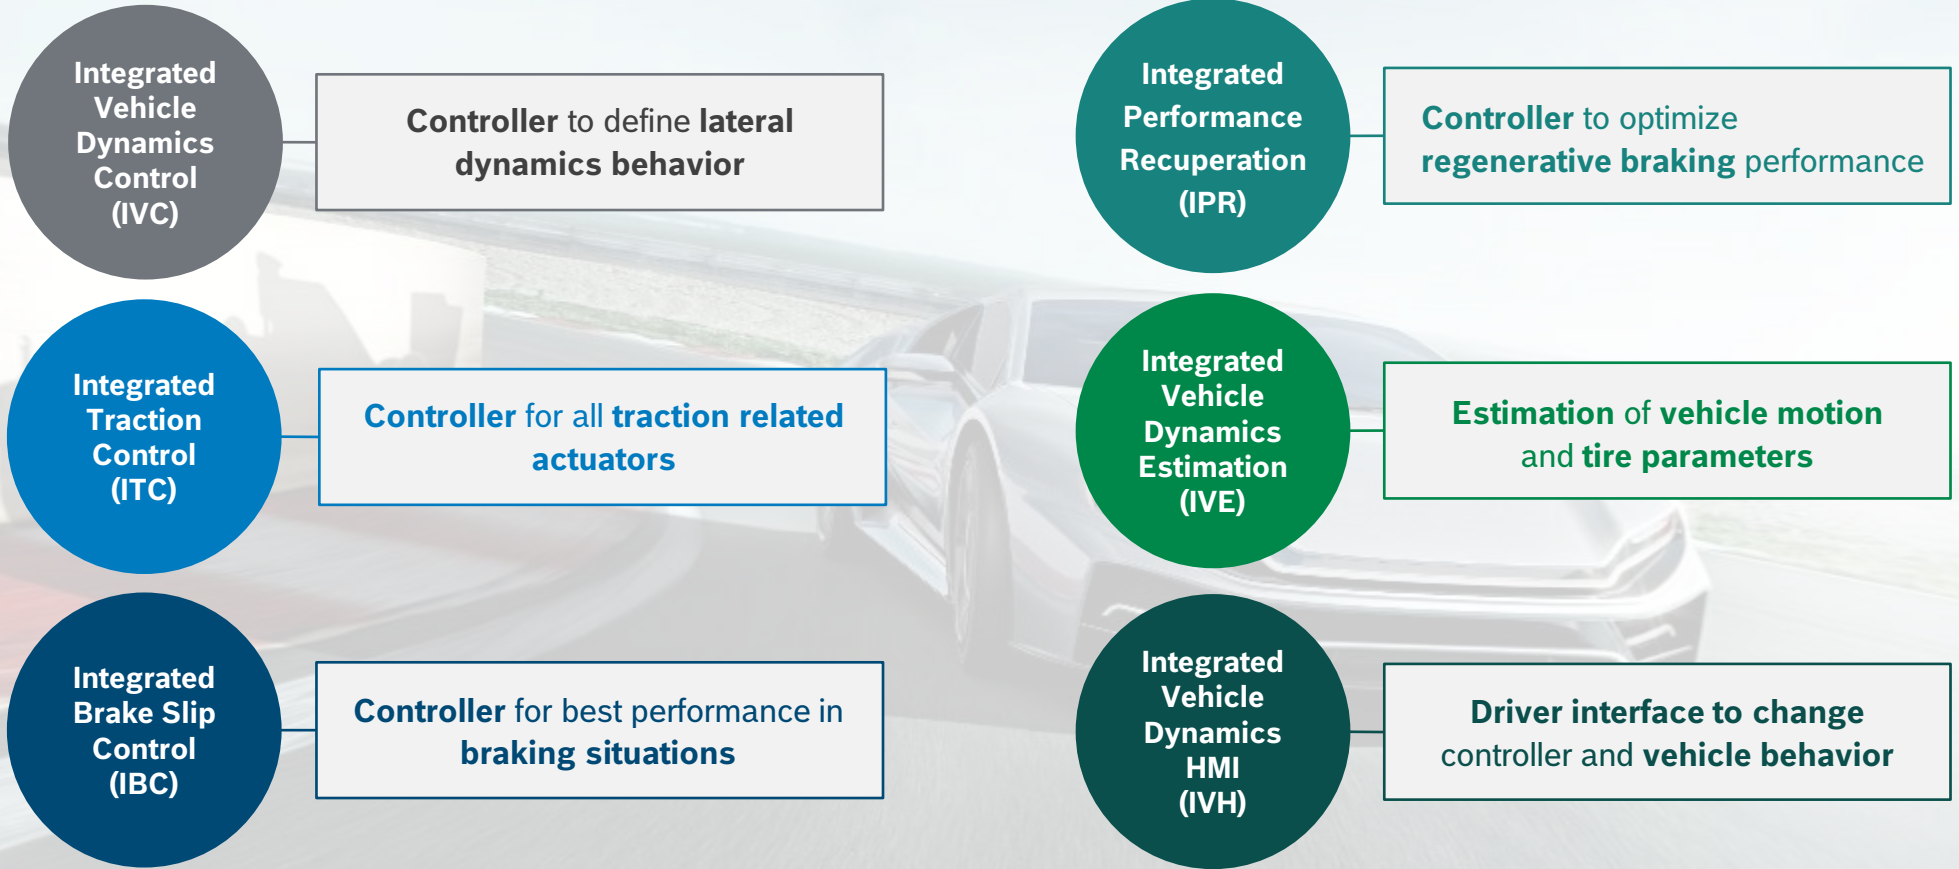 Integrated
Vehicle
Dynamics
Control
(IVC)
Controller to define lateral
dynamics behavior
Integrated
Traction
Control
(ITC)
Controller for all traction related
actuators
Integrated
Brake Slip
Control
(IBC)
Controller for best performance in
braking situations
Integrated
Performance
Recuperation
(IPR)
Controller to optimize
regenerative braking performance
Integrated
Vehicle
Dynamics
Estimation
(IVE)
Estimation of vehicle motion
and tire parameters
Integrated
Vehicle
Dynamics
HMI
(IVH)
Driver interface to change
controller and vehicle behavior